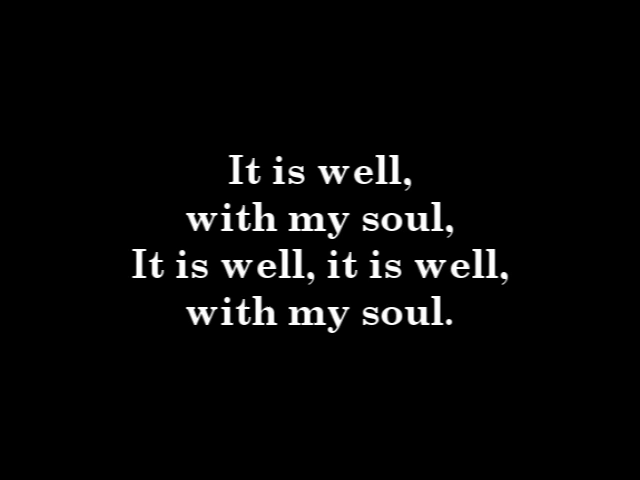 It is well,
with my soul,
It is well, it is well,
with my soul.